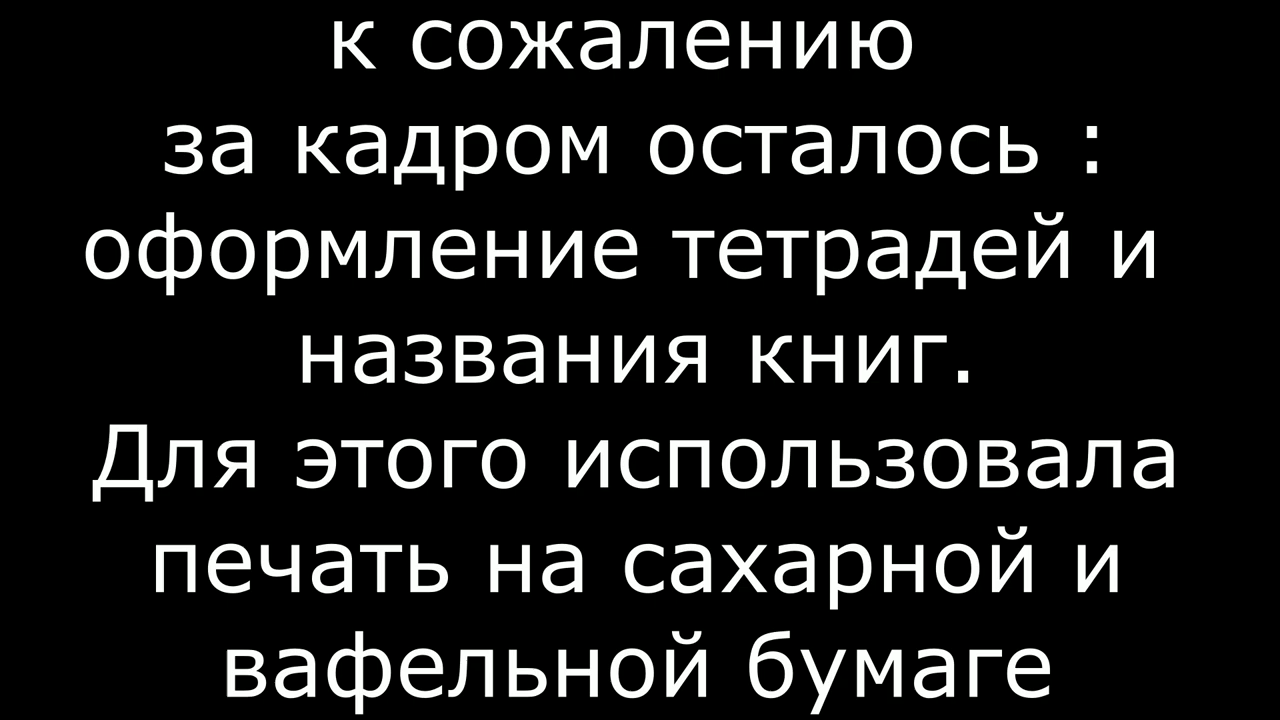 к сожалению
за кадром осталось :
оформление тетрадей и
названия книг.
Для этого использовала
печать на сахарной и
вафельной бумаге